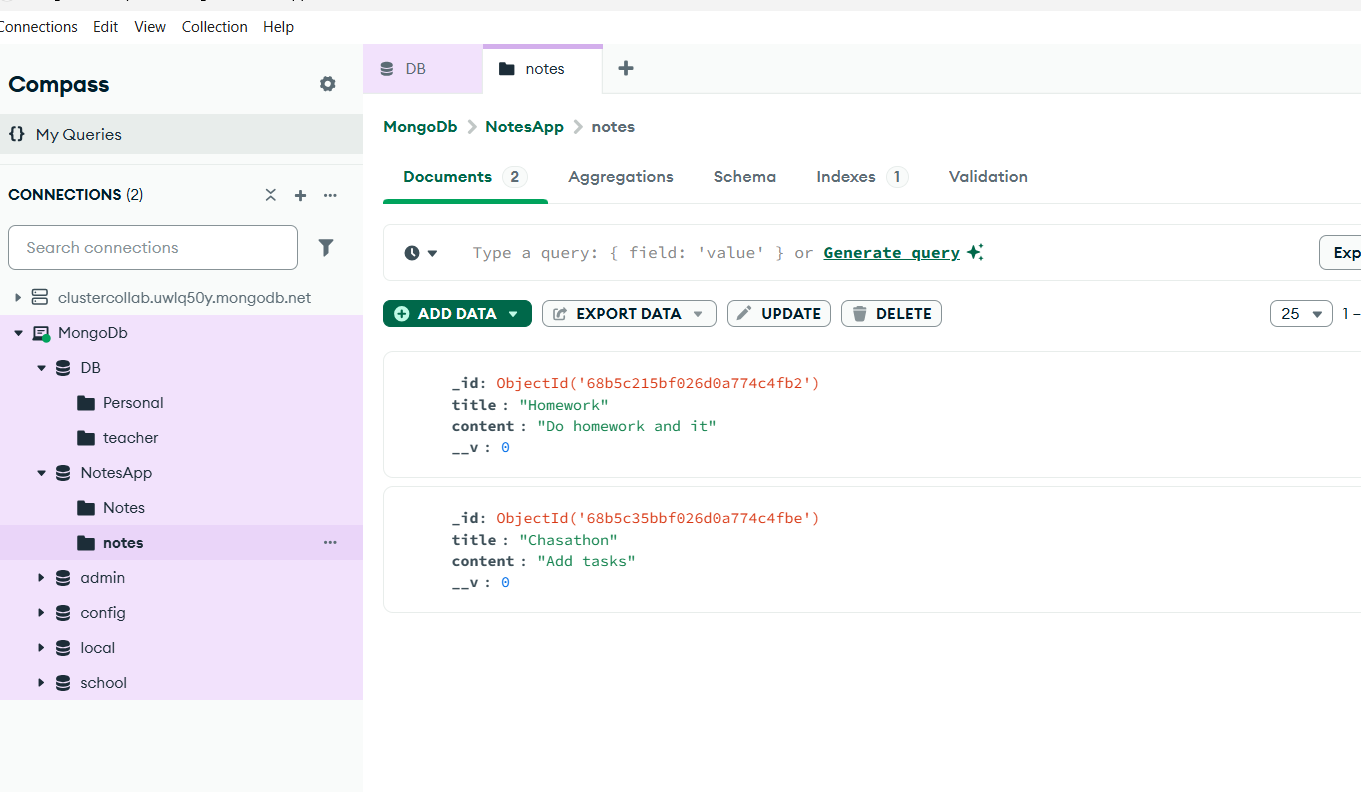 Connections Edit View Collection Help
Compass
{} My Queries
CONNECTIONS (2)
Search connections
clustercollab.uwlq50y.mongodb.net
MongoDb
DB
Personal
teacher
NotesApp
Notes
notes
admin
config
local
school
DB notes
MongoDb > NotesApp > notes
Documents 2 Aggregations Schema Indexes 1 Validation
Type a query: { field: 'value' } or Generate query
Exp
ADD DATA EXPORT DATA UPDATE DELETE
25 1 –
_id: ObjectId('68b5c215bf026d0a774c4fb2')
title : "Homework"
content : "Do homework and it"
__v : 0
_id: ObjectId('68b5c35bbf026d0a774c4fbe')
title : "Chasathon"
content : "Add tasks"
__v : 0